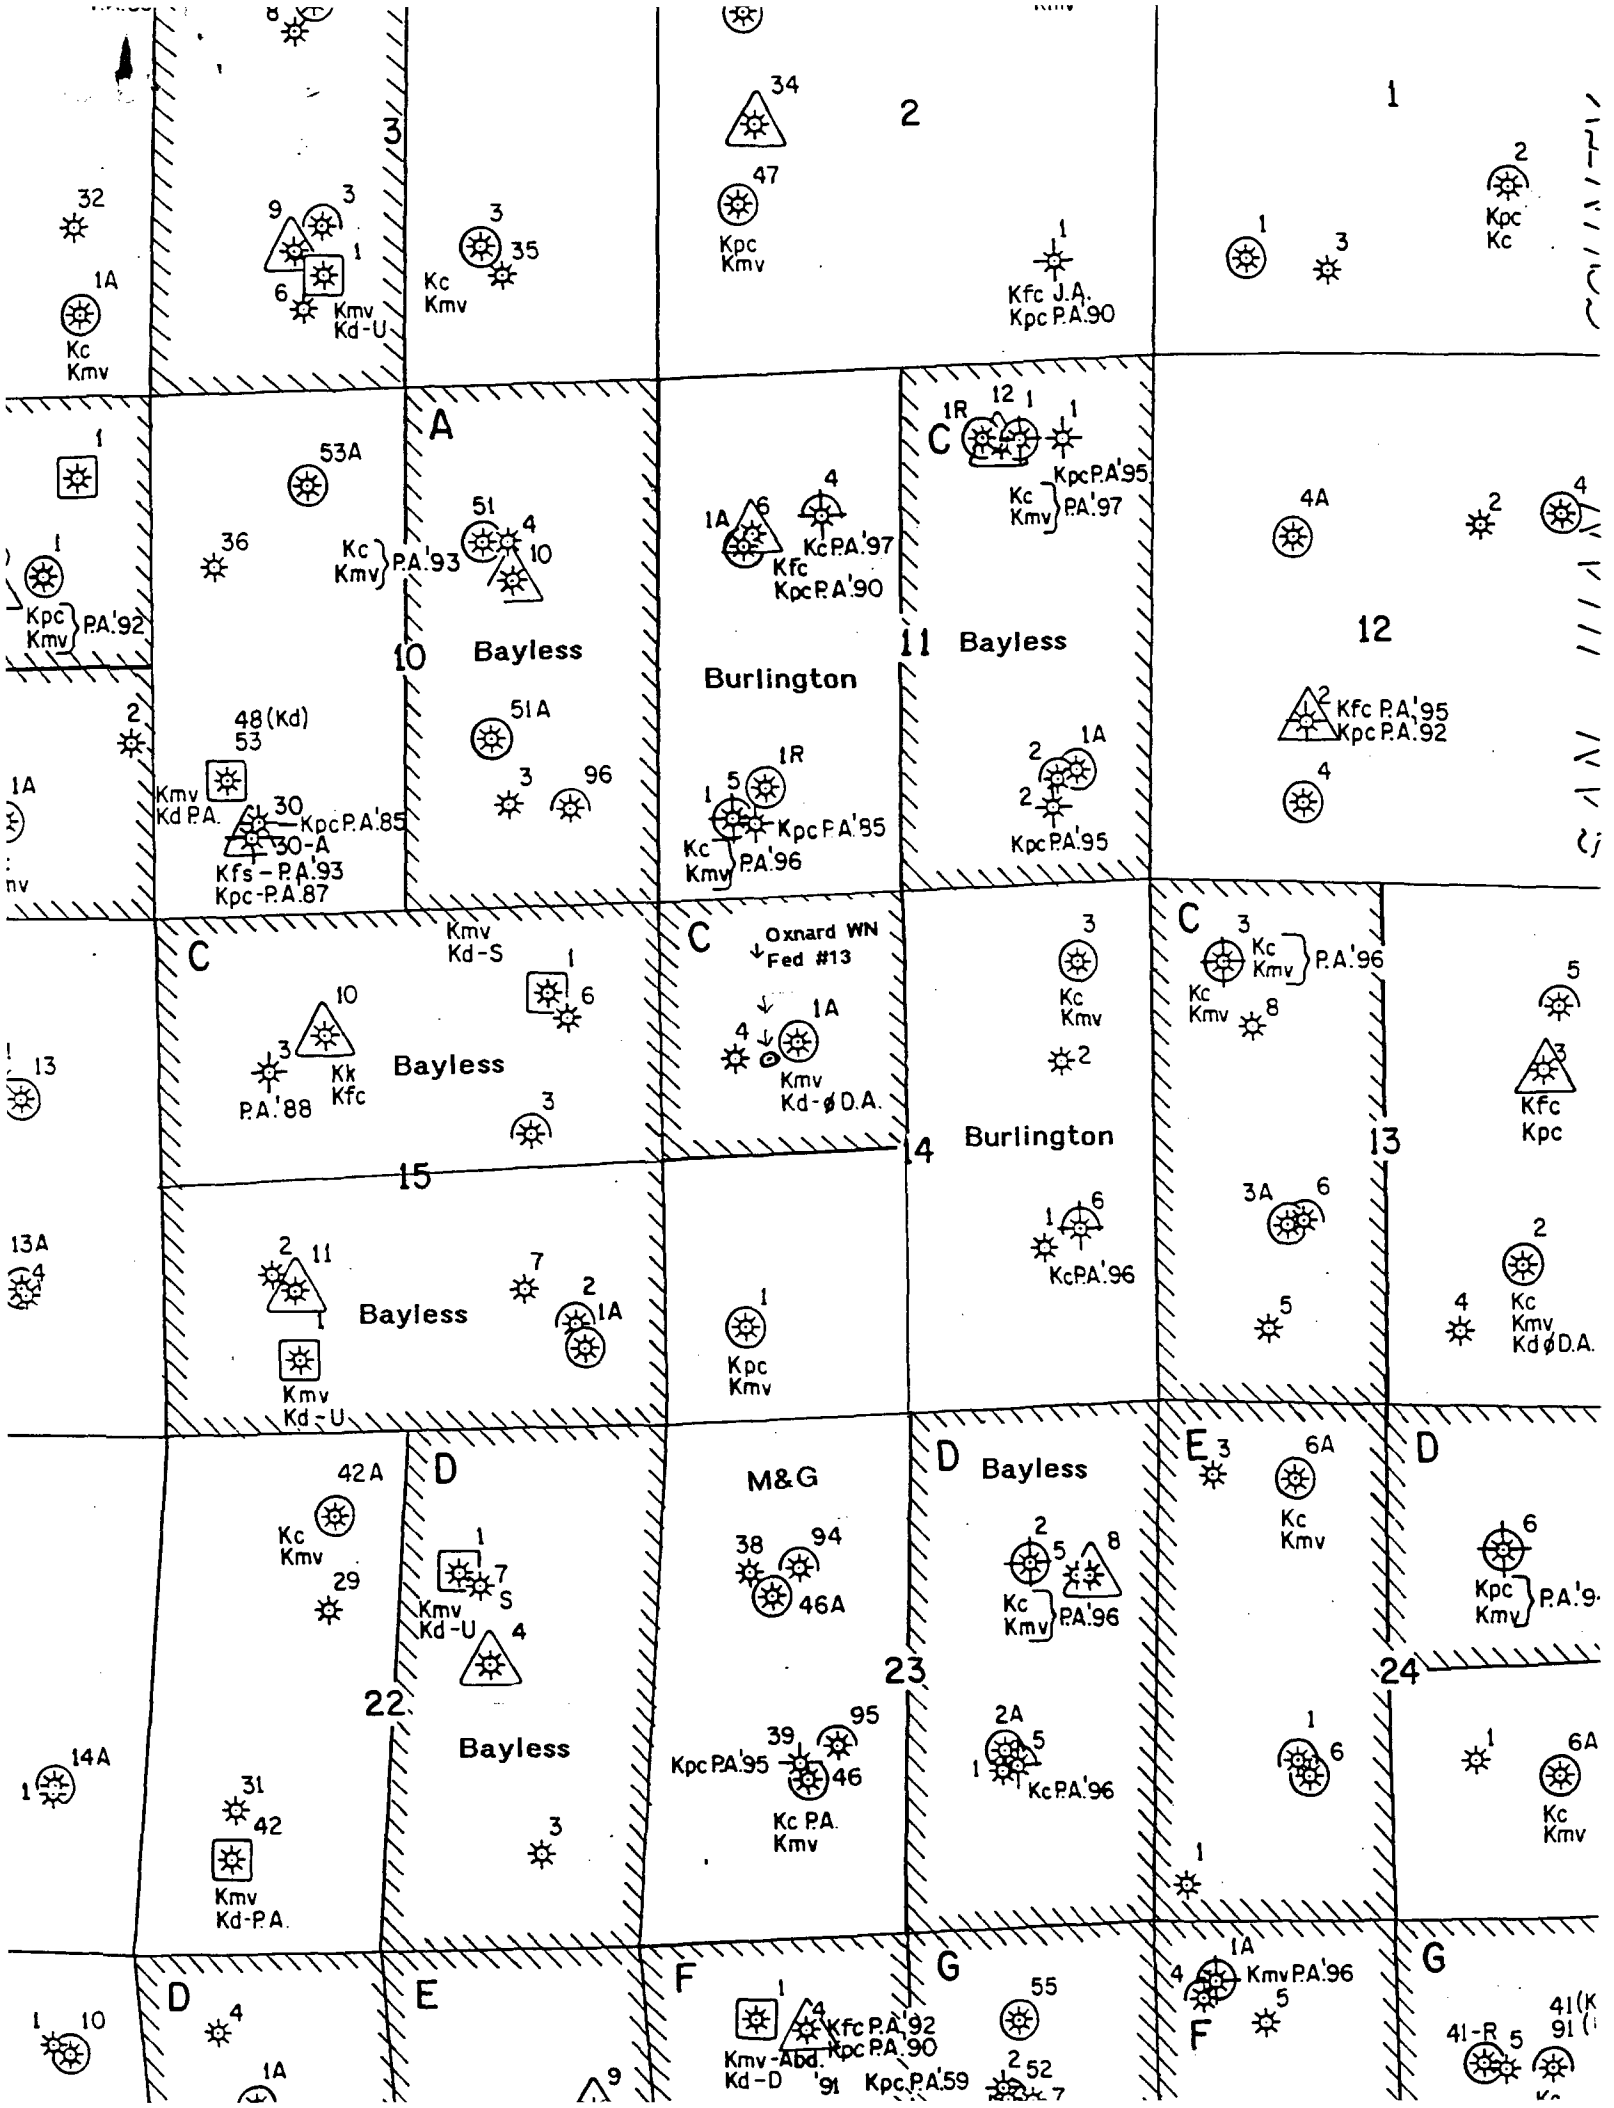 8
34
2
1
3
2
Kpc
Kc
32
9
3
1
6
Kmv
Kd-U
3
35
Kc
Kmv
47
Kpc
Kmv
1
Kfc J.A.
Kpc P.A.'90
1
3
1A
Kc
Kmv
1
1
Kpc
Kmv } P.A.'92
53A
36
A
51
4
10
Kc
Kmv } P.A.'93
10
Bayless
51A
3
96
1A
6
4
Kc P.A.'97
Kfc
Kpc P.A.'90
Burlington
11
C
1R
12
1
1
Kpc P.A.'95
Kc
Kmv } P.A.'97
Bayless
4A
2
4
12
2
Kfc P.A.'95
Kpc P.A.'92
4
2
1A
48(Kd)
53
Kmv
Kd P.A.
30
Kpc P.A.'85
30-A
Kfs-P.A.'93
Kpc-P.A.'87
1
5
1R
Kpc P.A.'85
Kc
Kmv } P.A.'96
2
1A
2
Kpc P.A.'95
C
Kmv
Kd-S
1
6
10
Kk
Kfc
3
P.A.'88
Bayless
3
15
C
Oxnard WN
Fed #13
4
1A
Kmv
Kd-ø D.A.
14
3
Kc
Kmv
2
Burlington
1
6
Kc P.A.'96
C
3
Kc
Kmv } P.A.'96
Kc
Kmv
8
3A
6
5
13
5
3
Kfc
Kpc
2
Kc
Kmv
Kd ø D.A.
4
13
13A
4
2
11
1
Kmv
Kd-U
Bayless
7
2
1A
1
Kpc
Kmv
42A
Kc
Kmv
29
22
31
42
Kmv
Kd-P.A.
14A
1
D
1
7
S
Kmv
Kd-U
4
Bayless
3
M&G
38
94
46A
23
39
95
46
Kpc P.A.'95
Kc P.A.
Kmv
D
Bayless
2
5
8
Kc
Kmv } P.A.'96
2A
5
1
Kc P.A.'96
E
3
6A
Kc
Kmv
1
6
1
D
6
Kpc
Kmv } P.A.'9
24
1
6A
Kc
Kmv
1
10
D
4
1A
E
9
F
1
4
Kfc P.A.'92
Kpc P.A.'90
Kmv-Abd.
Kd-D '91
G
55
2
52
7
Kpc P.A.'59
1A
Kmv P.A.'96
4
5
F
G
41-R
5
41(K
91(